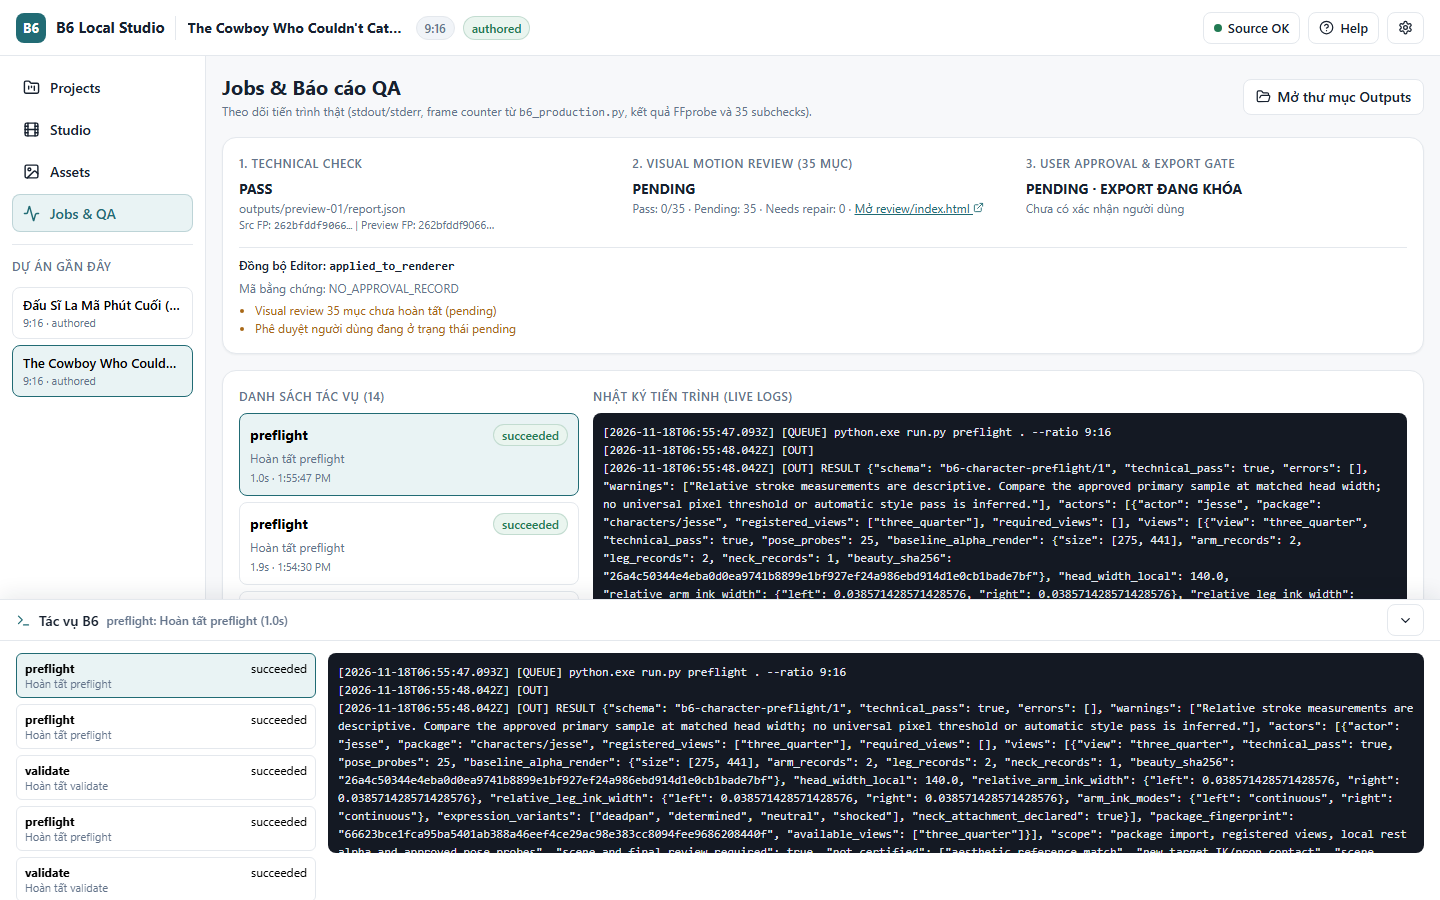 B6 B6 Local Studio The Cowboy Who Couldn't Cat... 9:16 authored Source OK Help
Projects
Studio
Assets
Jobs & QA
DỰ ÁN GẦN ĐÂY
Đấu Sĩ La Mã Phút Cuối (...
9:16 · authored
The Cowboy Who Could...
9:16 · authored
Jobs & Báo cáo QA
Theo dõi tiến trình thật (stdout/stderr, frame counter từ b6_production.py, kết quả FFprobe và 35 subchecks).
Mở thư mục Outputs
1. TECHNICAL CHECK
PASS
outputs/preview-01/report.json
Src FP: 262bfddf9066... | Preview FP: 262bfddf9066...
2. VISUAL MOTION REVIEW (35 MỤC)
PENDING
Pass: 0/35 · Pending: 35 · Needs repair: 0 · Mở review/index.html
3. USER APPROVAL & EXPORT GATE
PENDING · EXPORT ĐANG KHÓA
Chưa có xác nhận người dùng
Đồng bộ Editor: applied_to_renderer
Mã bằng chứng: NO_APPROVAL_RECORD
• Visual review 35 mục chưa hoàn tất (pending)
• Phê duyệt người dùng đang ở trạng thái pending
DANH SÁCH TÁC VỤ (14)
preflight succeeded
Hoàn tất preflight
1.0s · 1:55:47 PM
preflight succeeded
Hoàn tất preflight
1.9s · 1:54:30 PM
NHẬT KÝ TIẾN TRÌNH (LIVE LOGS)
[2026-11-18T06:55:47.093Z] [QUEUE] python.exe run.py preflight . --ratio 9:16
[2026-11-18T06:55:48.042Z] [OUT]
[2026-11-18T06:55:48.042Z] [OUT] RESULT {"schema": "b6-character-preflight/1", "technical_pass": true, "errors": [],
"warnings": ["Relative stroke measurements are descriptive. Compare the approved primary sample at matched head width;
no universal pixel threshold or automatic style pass is inferred."], "actors": [{"actor": "jesse", "package":
"characters/jesse", "registered_views": ["three_quarter"], "required_views": [], "views": [{"view": "three_quarter",
"technical_pass": true, "pose_probes": 25, "baseline_alpha_render": {"size": [275, 441], "arm_records": 2,
"leg_records": 2, "neck_records": 1, "beauty_sha256":
"26a4c50344e4eba0d0ea9741b8899e1bf927ef24a986ebd914d1e0cb1bade7bf"}, "head_width_local": 140.0,
"relative_arm_ink_width": {"left": 0.038571428571428576, "right": 0.038571428571428576}, "relative_leg_ink_width":
Tác vụ B6 preflight: Hoàn tất preflight (1.0s)
preflight succeeded
Hoàn tất preflight
preflight succeeded
Hoàn tất preflight
validate succeeded
Hoàn tất validate
preflight succeeded
Hoàn tất preflight
validate succeeded
Hoàn tất validate
[2026-11-18T06:55:47.093Z] [QUEUE] python.exe run.py preflight . --ratio 9:16
[2026-11-18T06:55:48.042Z] [OUT]
[2026-11-18T06:55:48.042Z] [OUT] RESULT {"schema": "b6-character-preflight/1", "technical_pass": true, "errors": [], "warnings": ["Relative stroke measurements are
descriptive. Compare the approved primary sample at matched head width; no universal pixel threshold or automatic style pass is inferred."], "actors": [{"actor":
"jesse", "package": "characters/jesse", "registered_views": ["three_quarter"], "required_views": [], "views": [{"view": "three_quarter", "technical_pass": true,
"pose_probes": 25, "baseline_alpha_render": {"size": [275, 441], "arm_records": 2, "leg_records": 2, "neck_records": 1, "beauty_sha256":
"26a4c50344e4eba0d0ea9741b8899e1bf927ef24a986ebd914d1e0cb1bade7bf"}, "head_width_local": 140.0, "relative_arm_ink_width": {"left": 0.038571428571428576, "right":
0.038571428571428576}, "relative_leg_ink_width": {"left": 0.038571428571428576, "right": 0.038571428571428576}, "arm_ink_modes": {"left": "continuous", "right":
"continuous"}, "expression_variants": ["deadpan", "determined", "neutral", "shocked"], "neck_attachment_declared": true}], "package_fingerprint":
"66623bce1fca95ba5401ab388a46eef4ce29ac98e383cc8094fee9686208440f", "available_views": ["three_quarter"]}], "scope": "package import, registered views, local rest
alpha and approved pose probes", "scene_and_final_review_required": true, "not_certified": ["aesthetic_reference_match", "new_target_IK/prop_contact", "scene